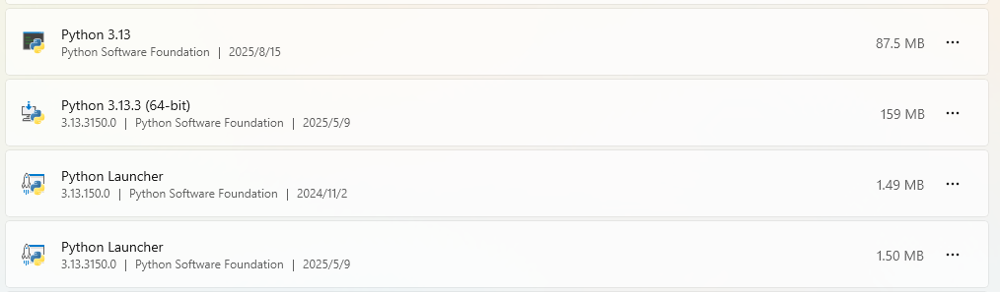 Python 3.13
Python Software Foundation | 2025/8/15
87.5 MB
Python 3.13.3 (64-bit)
3.13.3150.0 | Python Software Foundation | 2025/5/9
159 MB
Python Launcher
3.13.150.0 | Python Software Foundation | 2024/11/2
1.49 MB
Python Launcher
3.13.3150.0 | Python Software Foundation | 2025/5/9
1.50 MB